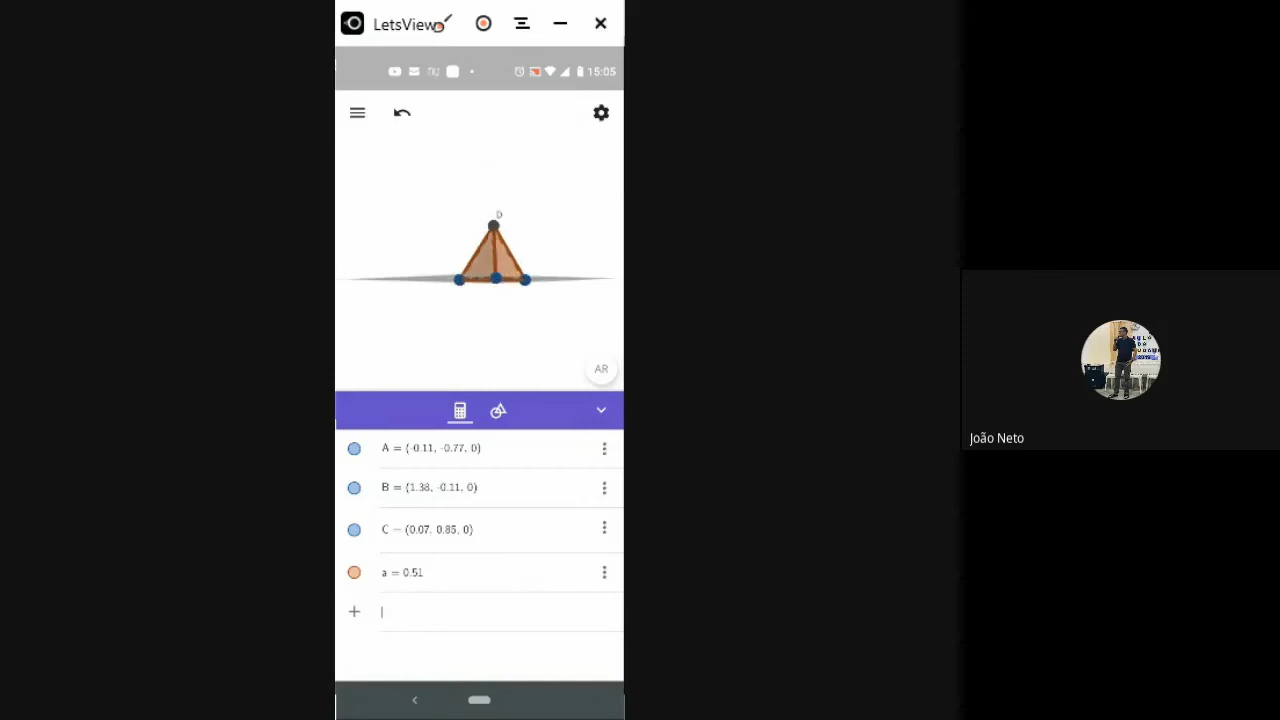 LetsView
15:05
D
AR
A = (-0.11, -0.77, 0)
B = (1.38, -0.11, 0)
C = (0.07, 0.85, 0)
a = 0.51
João Neto